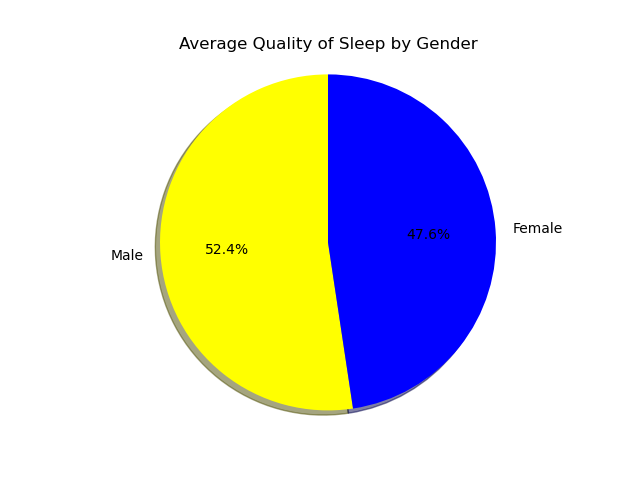 Average Quality of Sleep by Gender
47.6%
Female
52.4%
Male